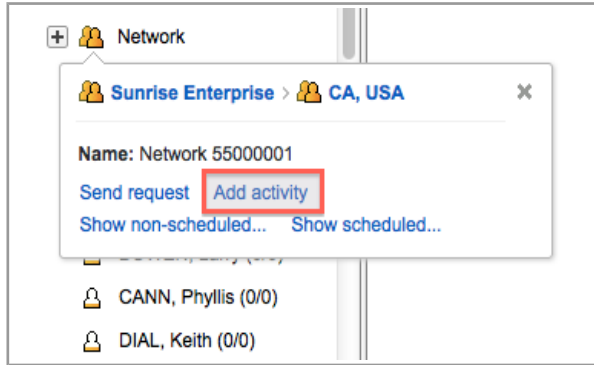 Network
Sunrise Enterprise > CA, USA
Name: Network 55000001
Send request Add activity
Show non-scheduled... Show scheduled...
CANN, Phyllis (0/0)
DIAL, Keith (0/0)